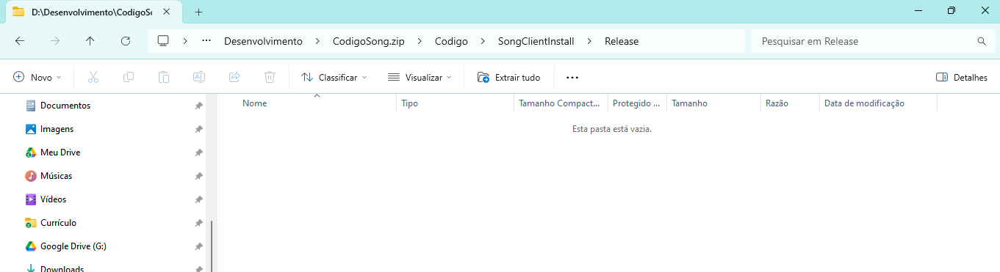 D:\Desenvolvimento\CodigoSo
Desenvolvimento > CodigoSong.zip > Codigo > SongClientInstall > Release
Pesquisar em Release
Novo
Classificar
Visualizar
Extrair tudo
Detalhes
Nome
Tipo
Tamanho Compact...
Protegido ...
Tamanho
Razão
Data de modificação
Esta pasta está vazia.
Documentos
Imagens
Meu Drive
Músicas
Vídeos
Currículo
Google Drive (G:)
Downloads